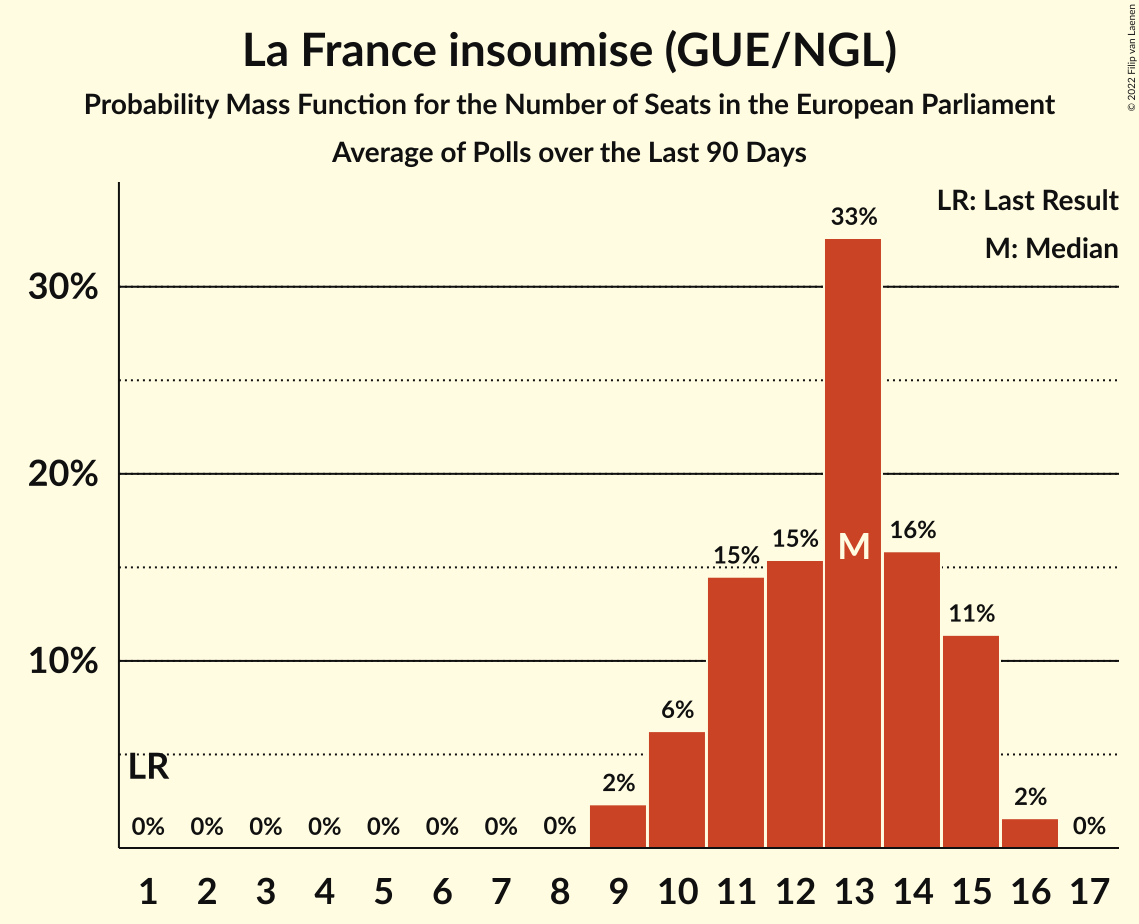 La France insoumise (GUE/NGL)
Probability Mass Function for the Number of Seats in the European Parliament
Average of Polls over the Last 90 Days
© 2022 Filip van Laenen
LR: Last Result
M: Median
30%
20%
10%
LR
0% 0% 0% 0% 0% 0% 0% 0% 2% 6% 15% 15% 33% 16% 11% 2% 0%
M
1 2 3 4 5 6 7 8 9 10 11 12 13 14 15 16 17